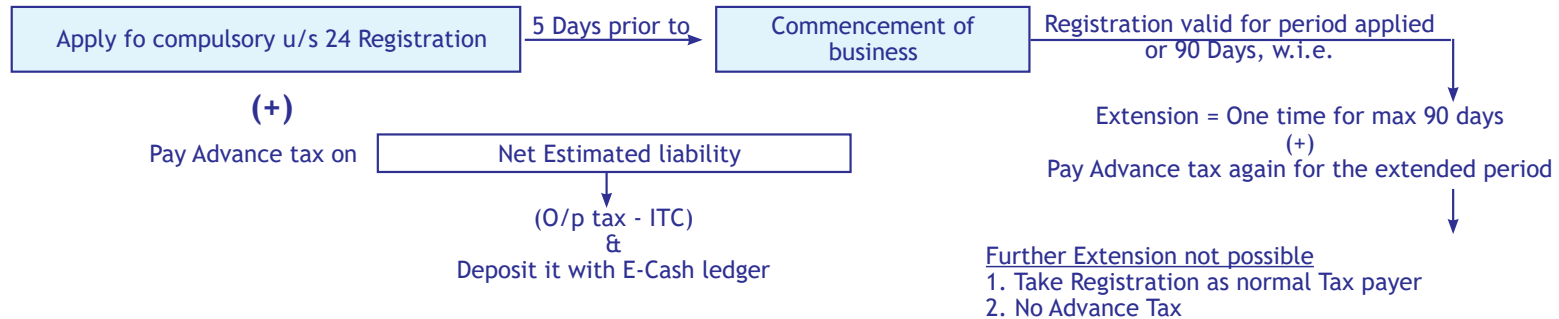 Apply fo compulsory u/s 24 Registration
5 Days prior to
Commencement of
business
Registration valid for period applied
or 90 Days, w.i.e.
(+)
Pay Advance tax on
Net Estimated liability
(O/p tax - ITC)
&
Deposit it with E-Cash ledger
Extension = One time for max 90 days
(+)
Pay Advance tax again for the extended period
Further Extension not possible
1. Take Registration as normal Tax payer
2. No Advance Tax